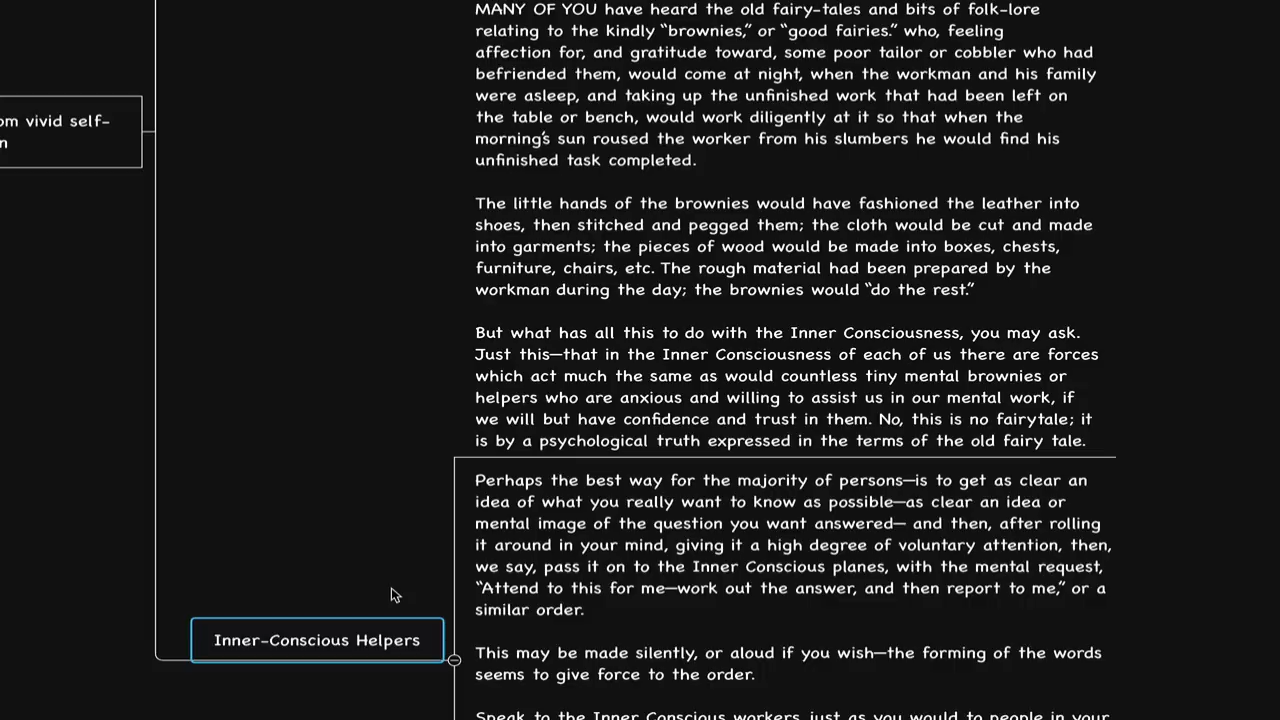 om vivid self-
n
MANY OF YOU have heard the old fairy-tales and bits of folk-lore
relating to the kindly “brownies,” or “good fairies.” who, feeling
affection for, and gratitude toward, some poor tailor or cobbler who had
befriended them, would come at night, when the workman and his family
were asleep, and taking up the unfinished work that had been left on
the table or bench, would work diligently at it so that when the
morning’s sun roused the worker from his slumbers he would find his
unfinished task completed.
The little hands of the brownies would have fashioned the leather into
shoes, then stitched and pegged them; the cloth would be cut and made
into garments; the pieces of wood would be made into boxes, chests,
furniture, chairs, etc. The rough material had been prepared by the
workman during the day; the brownies would “do the rest.”
But what has all this to do with the Inner Consciousness, you may ask.
Just this—that in the Inner Consciousness of each of us there are forces
which act much the same as would countless tiny mental brownies or
helpers who are anxious and willing to assist us in our mental work, if
we will but have confidence and trust in them. No, this is no fairytale; it
is by a psychological truth expressed in the terms of the old fairy tale.
Inner-Conscious Helpers
Perhaps the best way for the majority of persons—is to get as clear an
idea of what you really want to know as possible—as clear an idea or
mental image of the question you want answered— and then, after rolling
it around in your mind, giving it a high degree of voluntary attention, then,
we say, pass it on to the Inner Conscious planes, with the mental request,
“Attend to this for me—work out the answer, and then report to me,” or a
similar order.
This may be made silently, or aloud if you wish—the forming of the words
seems to give force to the order.
Speak to the Inner Conscious workers just as you would to people in your